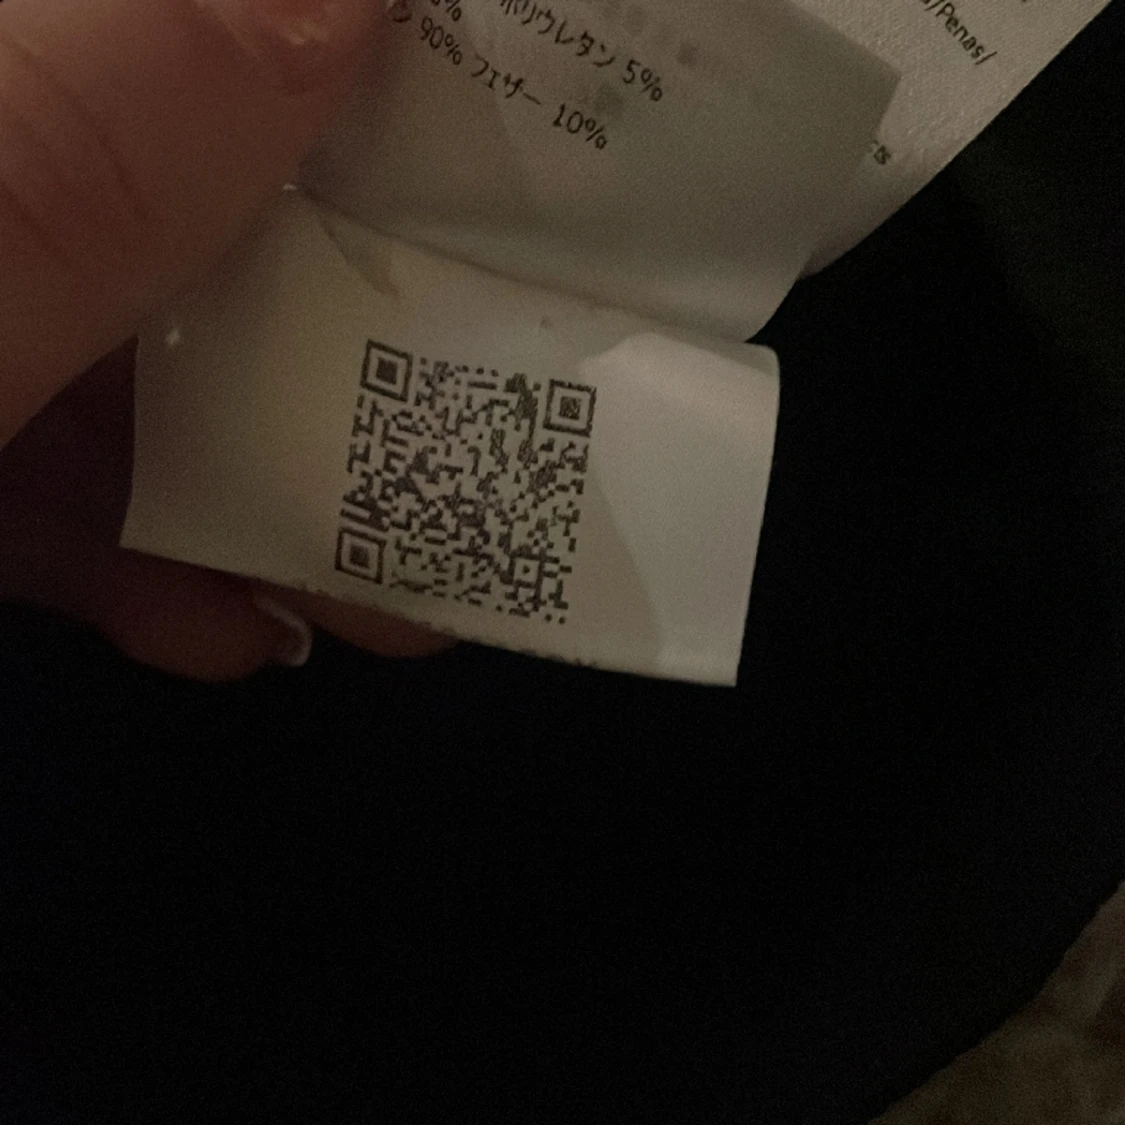 ポリウレタン 5%
90% フェザー 10%
/Penas/